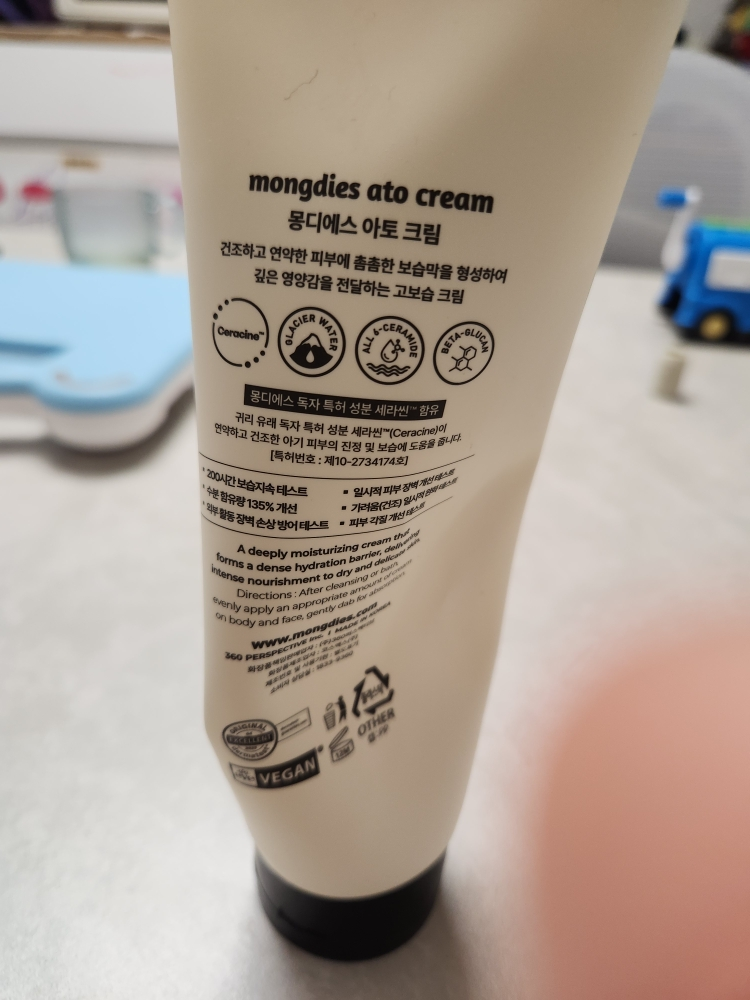 mongdies ato cream
몽디에스 아토 크림
건조하고 연약한 피부에 촘촘한 보습막을 형성하여
깊은 영양감을 전달하는 고보습 크림
Ceracine™
GLACIER WATER
ALL 6-CERAMIDE
BETA-GLUCAN
몽디에스 독자 특허 성분 세라씬™ 함유
귀리 유래 독자 특허 성분 세라씬™(Ceracine)이
연약하고 건조한 아기 피부의 진정 및 보습에 도움을 줍니다.
[특허번호 : 제10-2734174호]
• 200시간 보습지속 테스트
• 수분 함유량 135% 개선
• 외부 활동 장벽 손상 방어 테스트
▪ 일시적 피부 장벽 개선 테스트
▪ 가려움(건조) 일시적 완화 테스트
▪ 피부 각질 개선 테스트
A deeply moisturizing cream that
forms a dense hydration barrier, delivering
intense nourishment to dry and delicate skin.
Directions : After cleansing or bath,
evenly apply an appropriate amount of cream
on body and face, gently dab for absorption.
www.mongdies.com
360 PERSPECTIVE Inc. I MADE IN KOREA
ORIGINAL
EXCELLENT
VEGAN
12M
OTHER